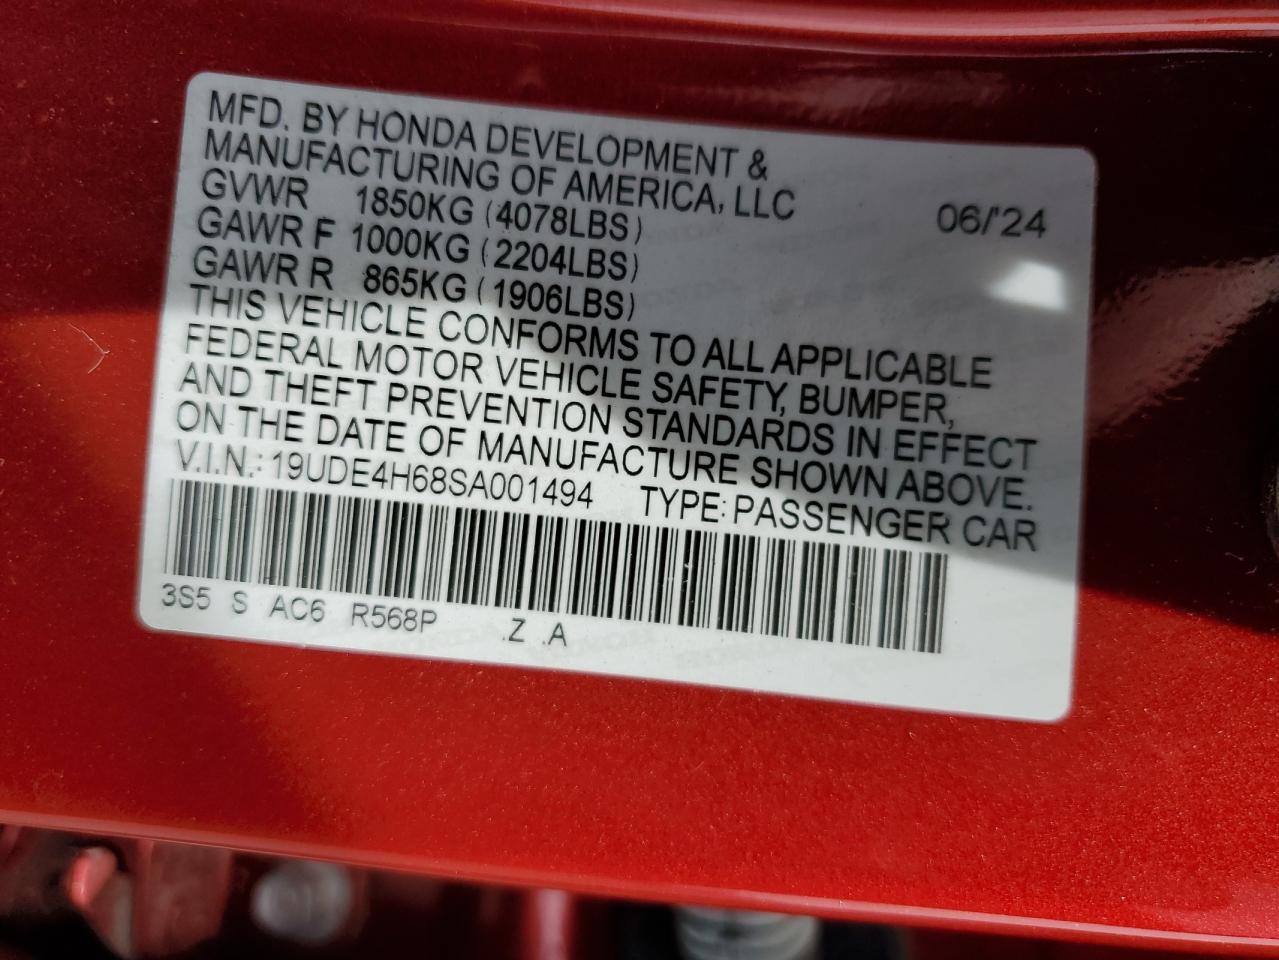 MFD. BY HONDA DEVELOPMENT &
MANUFACTURING OF AMERICA, LLC
GVWR 1850KG (4078LBS) 06/'24
GAWR F 1000KG (2204LBS)
GAWR R 865KG (1906LBS)
THIS VEHICLE CONFORMS TO ALL APPLICABLE
FEDERAL MOTOR VEHICLE SAFETY, BUMPER,
AND THEFT PREVENTION STANDARDS IN EFFECT
ON THE DATE OF MANUFACTURE SHOWN ABOVE.
V.I.N.: 19UDE4H68SA001494 TYPE: PASSENGER CAR
3S5 S AC6 R568P .Z .A